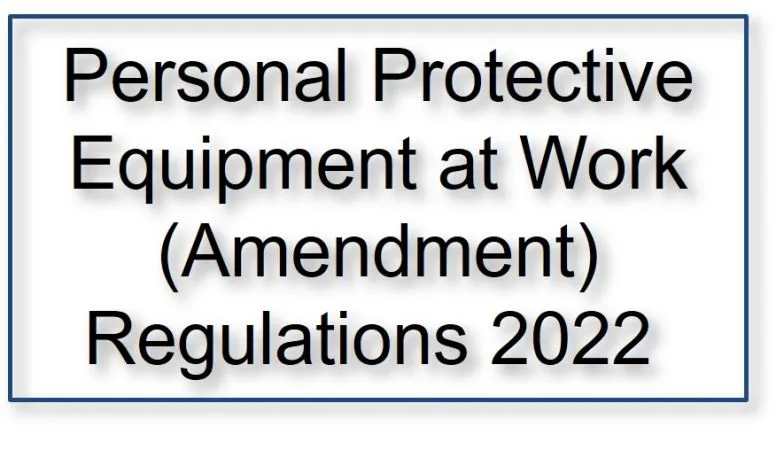 Personal Protective
Equipment at Work
(Amendment)
Regulations 2022